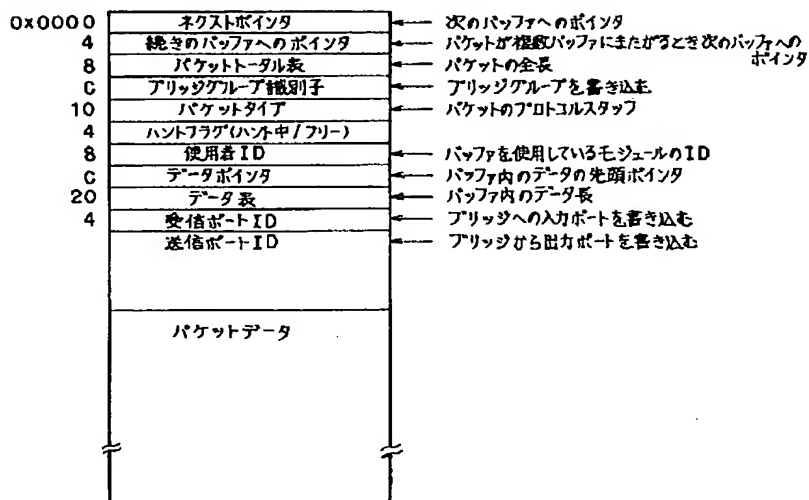 0x0000 ネクストポインタ ← 次のバッファへのポインタ
4 続きのバッファへのポインタ ← パケットが複数バッファにまたがるとき次のバッファへの
ポインタ
8 パケットトータル長 ← パケットの全長
C ブリッジグループ識別子 ← ブリッジグループを書き込む
10 パケットタイプ ← パケットのプロトコルスタッフ
4 ハントフラグ(ハント中/フリー)
8 使用者ID ← バッファを使用しているモジュールのID
C データポインタ ← バッファ内のデータの先頭ポインタ
20 データ長 ← バッファ内のデータ長
4 受信ポートID ← ブリッジへの入力ポートを書き込む
送信ポートID ← ブリッジから出力ポートを書き込む
パケットデータ